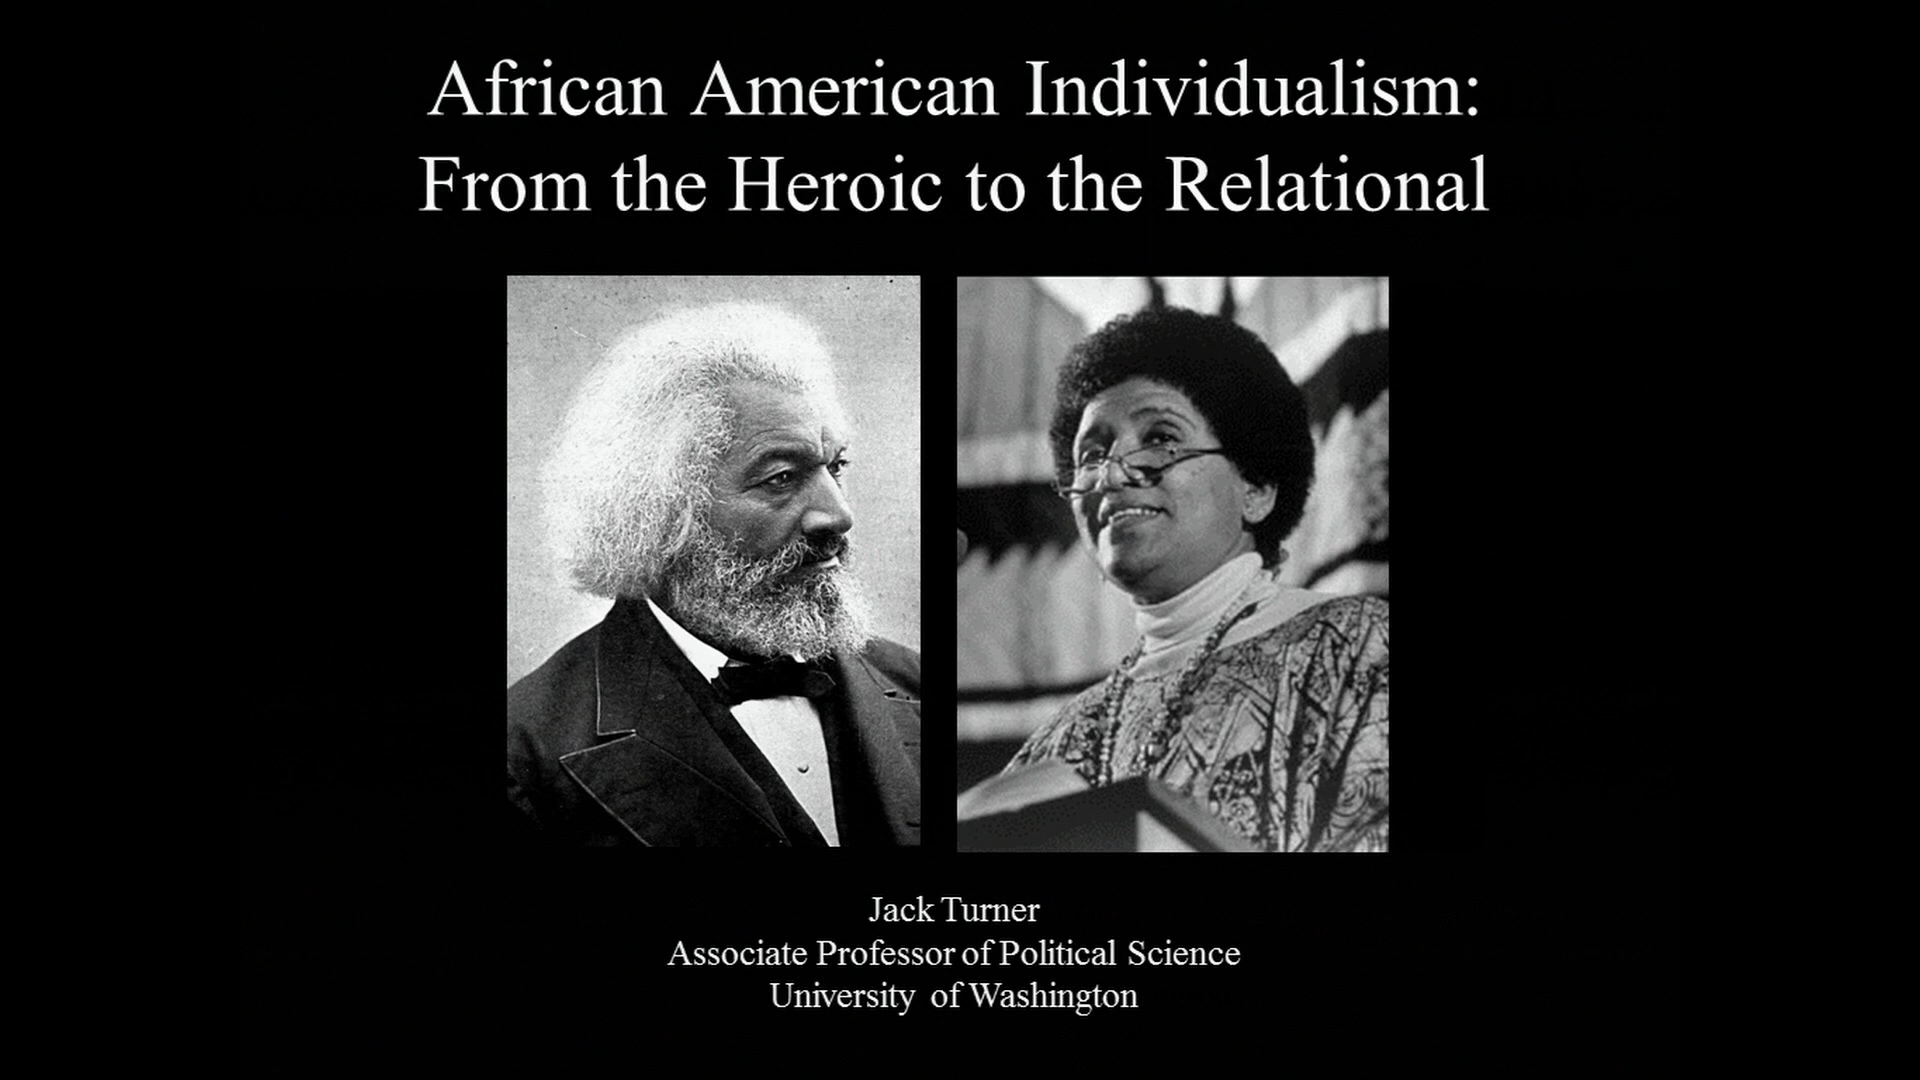 African American Individualism:
From the Heroic to the Relational
Jack Turner
Associate Professor of Political Science
University of Washington